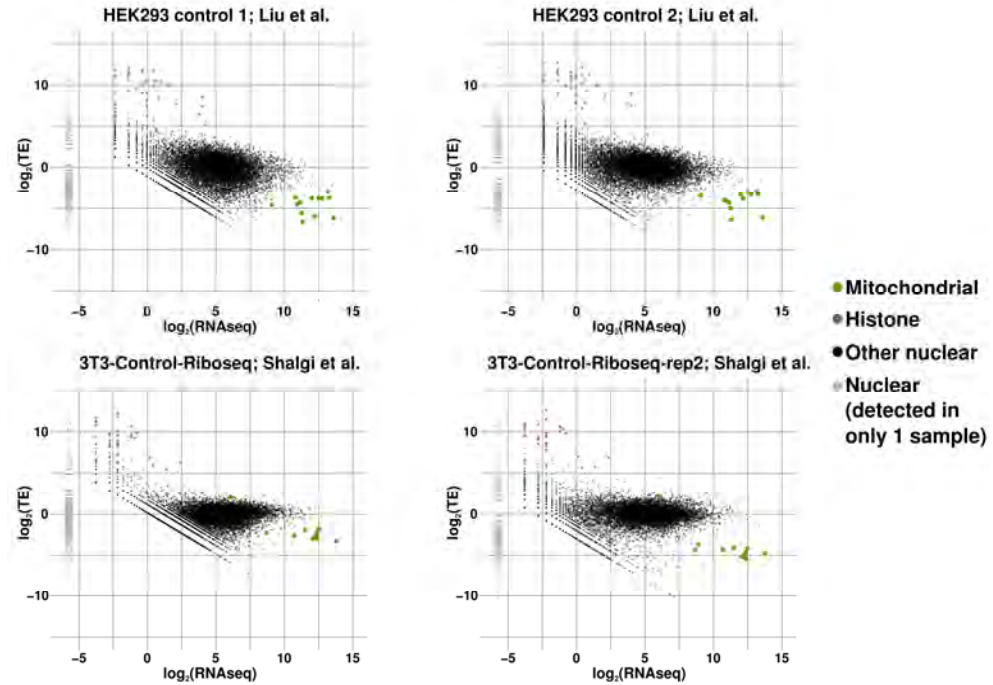 HEK293 control 1; Liu et al.
HEK293 control 2; Liu et al.
10
0
−10
log₂(TE)
−5 0 5 10 15
log₂(RNAseq)
10
0
−10
log₂(TE)
−5 0 5 10 15
log₂(RNAseq)
3T3-Control-Riboseq; Shalgi et al.
3T3-Control-Riboseq-rep2; Shalgi et al.
10
0
−10
log₂(TE)
−5 0 5 10 15
log₂(RNAseq)
10
0
−10
log₂(TE)
−5 0 5 10 15
log₂(RNAseq)
Mitochondrial
Histone
Other nuclear
Nuclear
(detected in
only 1 sample)